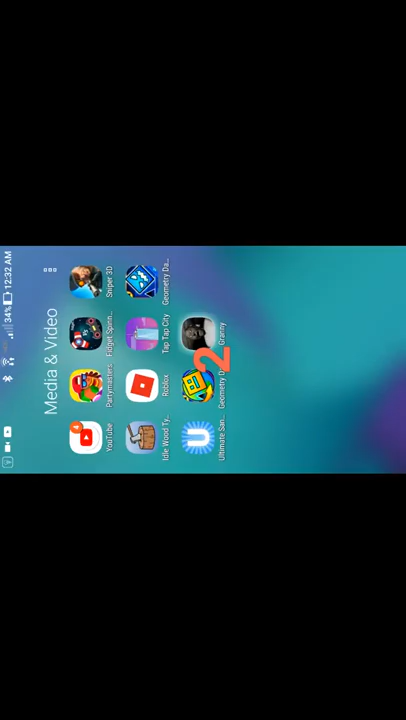 34% 12:32 AM
Media & Video
4
YouTube
Partymasters
Fidget Spinn...
Sniper 3D
Idle Wood Ty...
Roblox
Tap Tap City
Geometry Da...
Ultimate San...
Geometry D
Granny
2